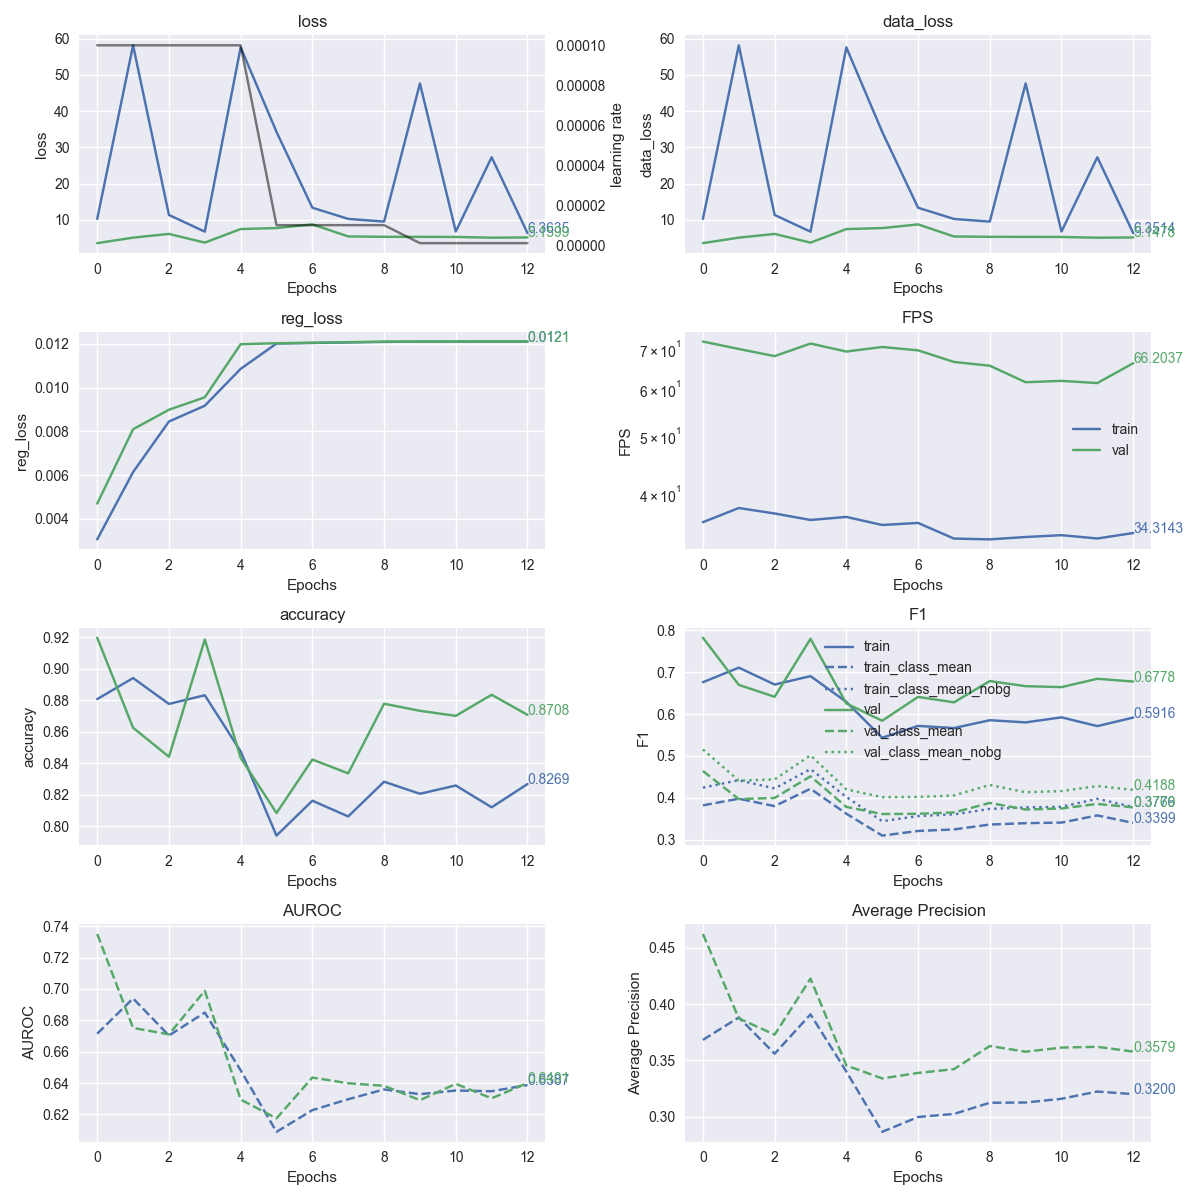 loss
60
50
40
30
20
10
loss
0.00010
0.00008
0.00006
0.00004
0.00002
0.00000
learning rate
6.3635
0 2 4 6 8 10 12
Epochs
data_loss
60
50
40
30
20
10
data_loss
6.3514
0 2 4 6 8 10 12
Epochs
reg_loss
0.012
0.010
0.008
0.006
0.004
reg_loss
0.0121
0 2 4 6 8 10 12
Epochs
FPS
7 × 10¹
6 × 10¹
5 × 10¹
4 × 10¹
FPS
66.2037
train
val
34.3143
0 2 4 6 8 10 12
Epochs
accuracy
0.92
0.90
0.88
0.86
0.84
0.82
0.80
accuracy
0.8708
0.8269
0 2 4 6 8 10 12
Epochs
F1
0.8
0.7
0.6
0.5
0.4
0.3
F1
train
train_class_mean
train_class_mean_nobg
val
val_class_mean
val_class_mean_nobg
0.6778
0.5916
0.4188
0.3399
0 2 4 6 8 10 12
Epochs
AUROC
0.74
0.72
0.70
0.68
0.66
0.64
0.62
AUROC
0 2 4 6 8 10 12
Epochs
Average Precision
0.45
0.40
0.35
0.30
Average Precision
0.3579
0.3200
0 2 4 6 8 10 12
Epochs